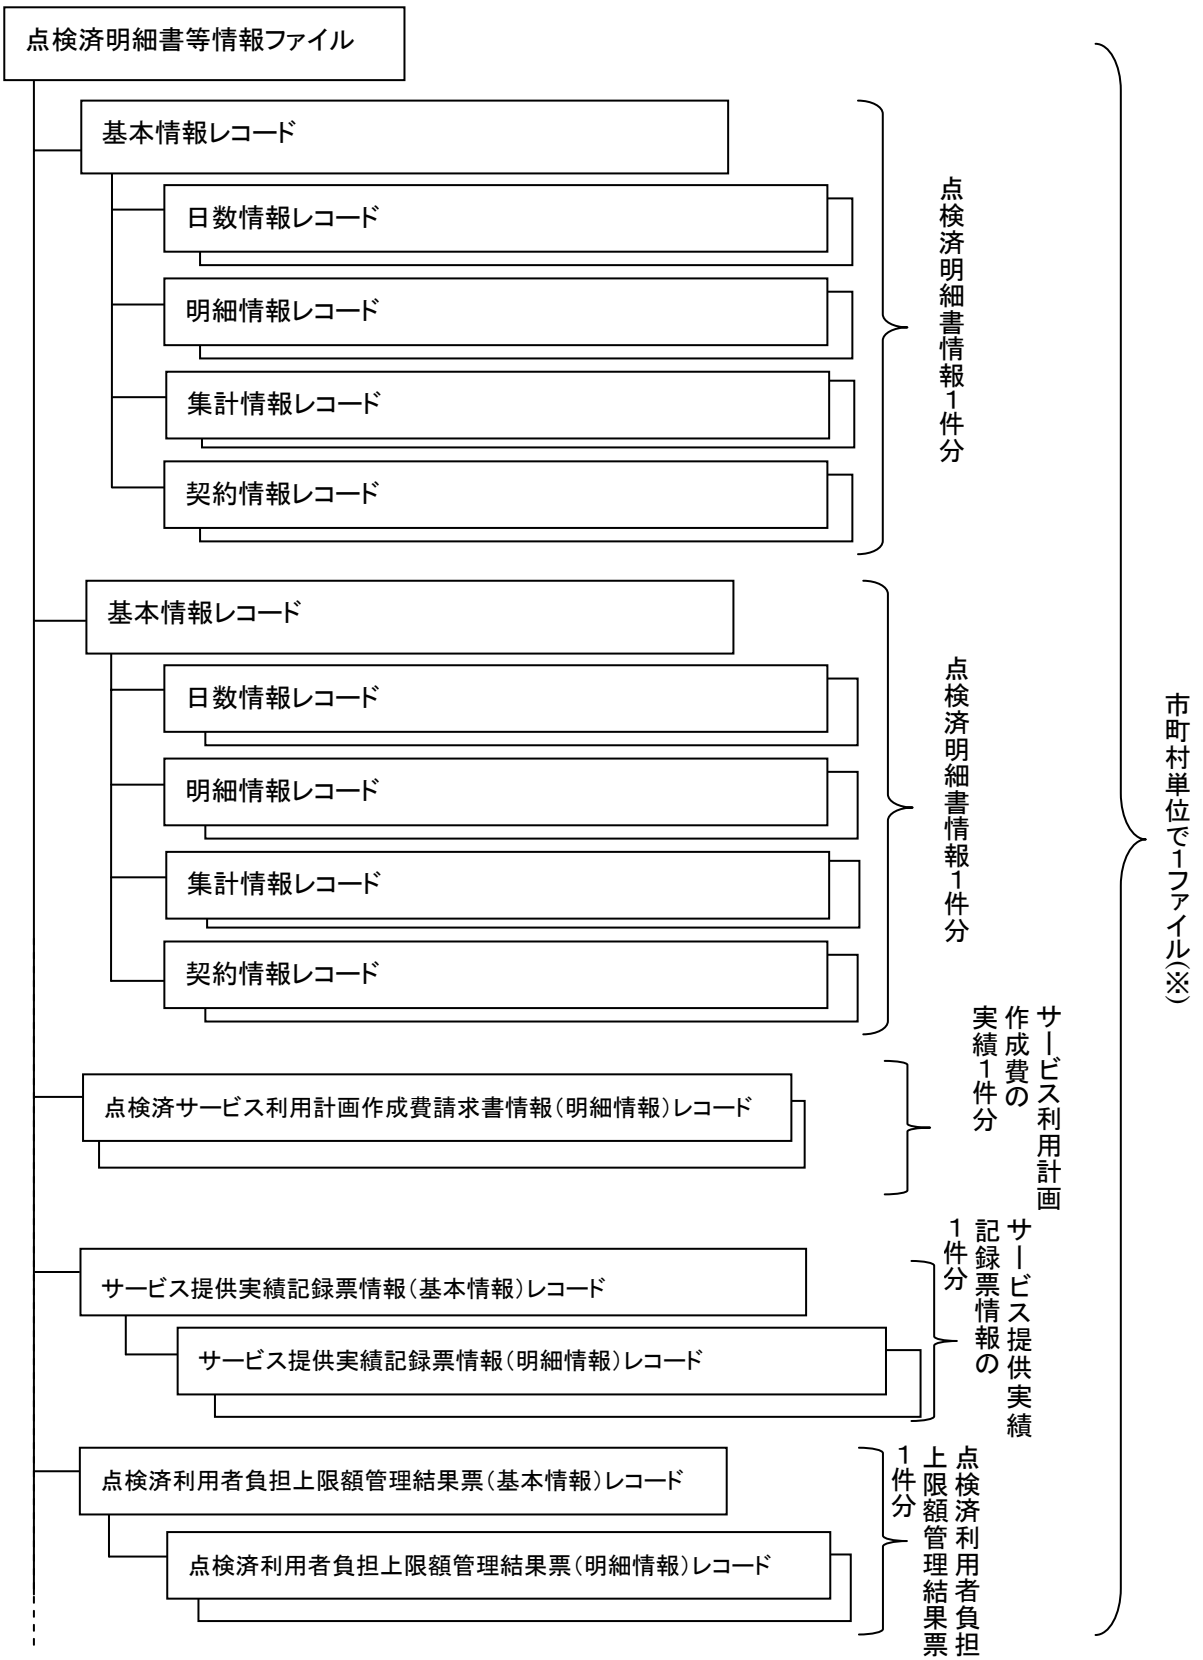 点検済明細書等情報ファイル
基本情報レコード
日数情報レコード
明細情報レコード
集計情報レコード
契約情報レコード
点検済明細書情報1件分
基本情報レコード
日数情報レコード
明細情報レコード
集計情報レコード
契約情報レコード
点検済明細書情報1件分
市町村単位で1ファイル(※)
点検済サービス利用計画作成費請求書情報(明細情報)レコード
サービス利用計画
作成費の
実績1件分
サービス提供実績記録票情報(基本情報)レコード
サービス提供実績記録票情報(明細情報)レコード
サービス提供実績
記録票情報の
1件分
点検済利用者負担上限額管理結果票(基本情報)レコード
点検済利用者負担上限額管理結果票(明細情報)レコード
点検済利用者負担
上限額管理結果票
1件分